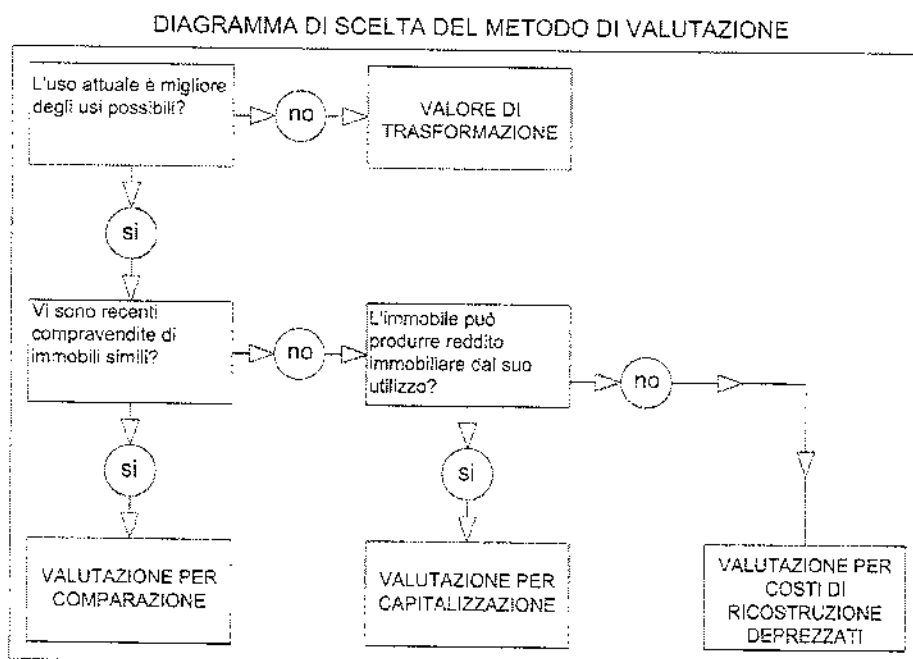 DIAGRAMMA DI SCELTA DEL METODO DI VALUTAZIONE
L'uso attuale è migliore
degli usi possibili?
no
VALORE DI
TRASFORMAZIONE
si
Vi sono recenti
compravendite di
immobili simili?
no
L'immobile può
produrre reddito
immobiliare dal suo
utilizzo?
no
si
si
VALUTAZIONE PER
COMPARAZIONE
VALUTAZIONE PER
CAPITALIZZAZIONE
VALUTAZIONE PER
COSTI DI
RICOSTRUZIONE
DEPREZZATI